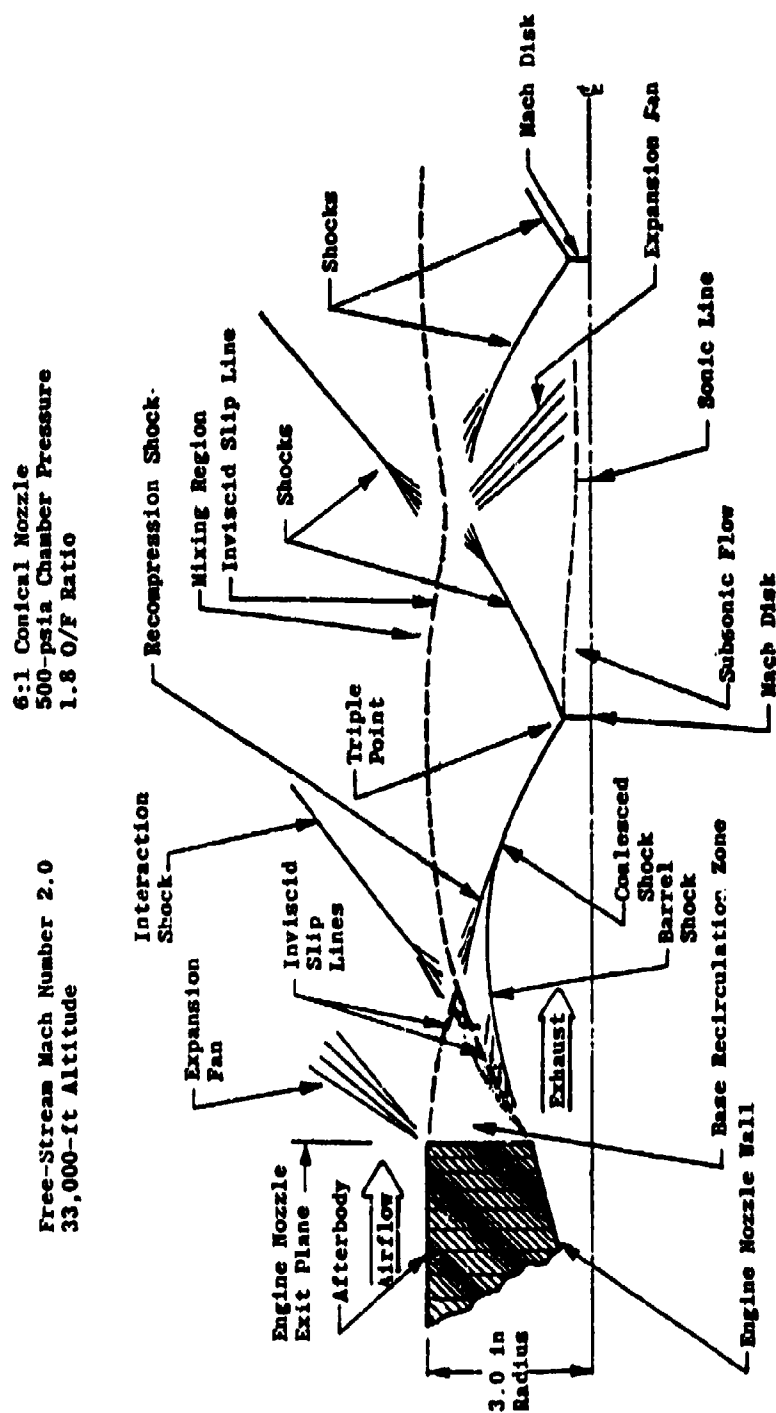 Free-Stream Mach Number 2.0
33,000-ft Altitude
6:1 Conical Nozzle
500-psia Chamber Pressure
1.8 O/F Ratio
Engine Nozzle
Exit Plane
Afterbody
Airflow
Expansion
Fan
Interaction
Shock
Inviscid
Slip
Lines
Recompression Shock
Triple
Point
Mixing Region
Inviscid Slip Line
Shocks
Shocks
Mach Disk
Expansion Fan
3.0 in
Radius
Exhaust
Engine Nozzle Wall
Base Recirculation Zone
Barrel
Shock
Coalesced
Shock
Subsonic Flow
Mach Disk
Sonic Line
℄